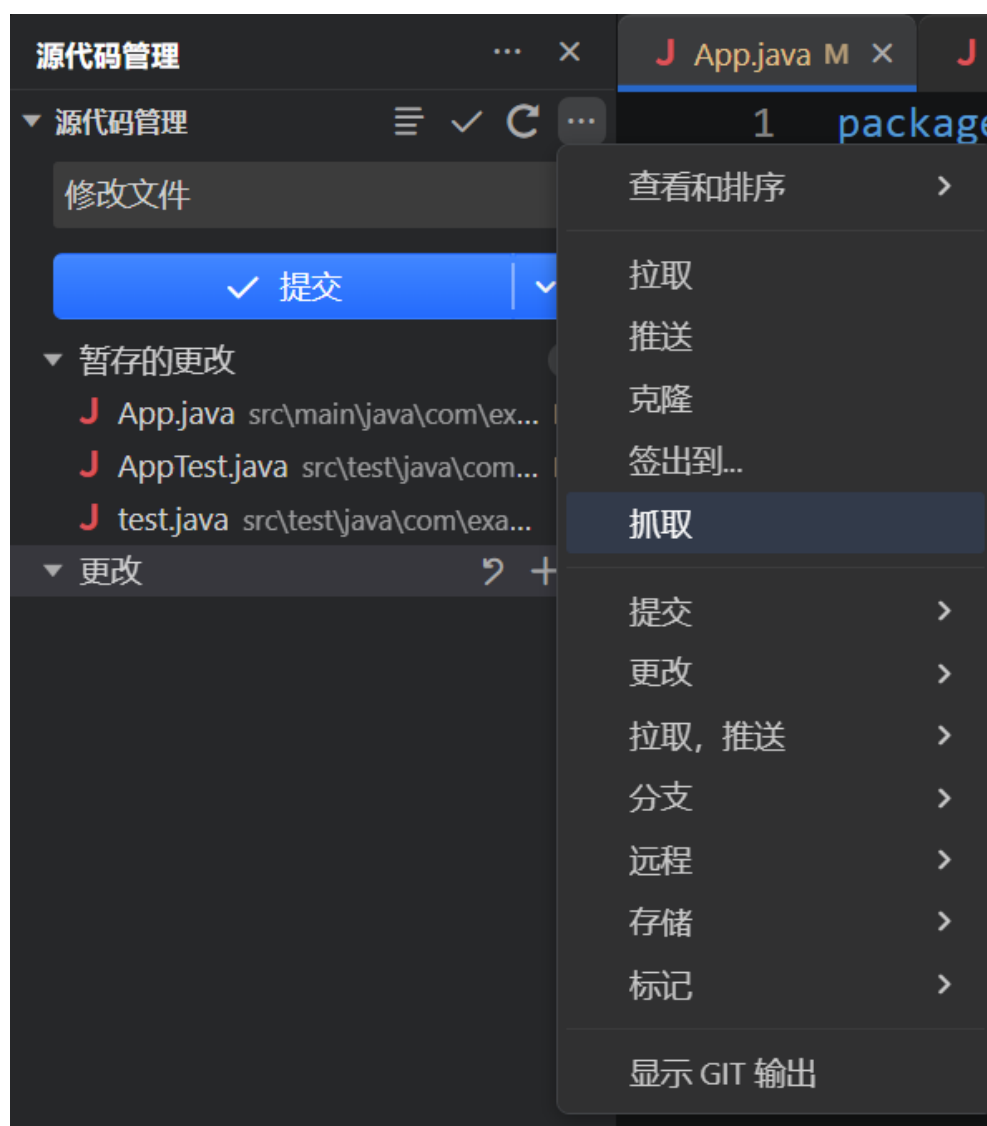 源代码管理 ··· ×
J App.java M × J
源代码管理 ···
1 package
修改文件
提交
暂存的更改
J App.java src\main\java\com\ex...
J AppTest.java src\test\java\com...
J test.java src\test\java\com\exa...
更改
查看和排序
拉取
推送
克隆
签出到...
抓取
提交
更改
拉取，推送
分支
远程
存储
标记
显示 GIT 输出